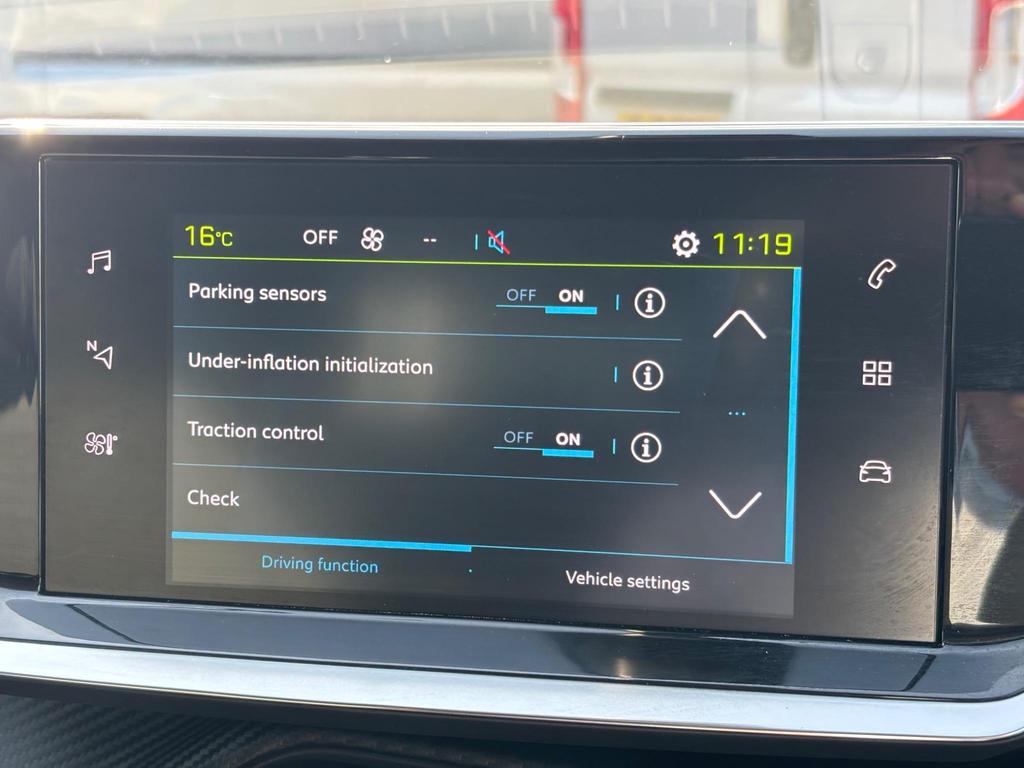 16°C OFF -- 11:19
Parking sensors OFF ON i
Under-inflation initialization i
N
Traction control OFF ON i
Check
Driving function
Vehicle settings